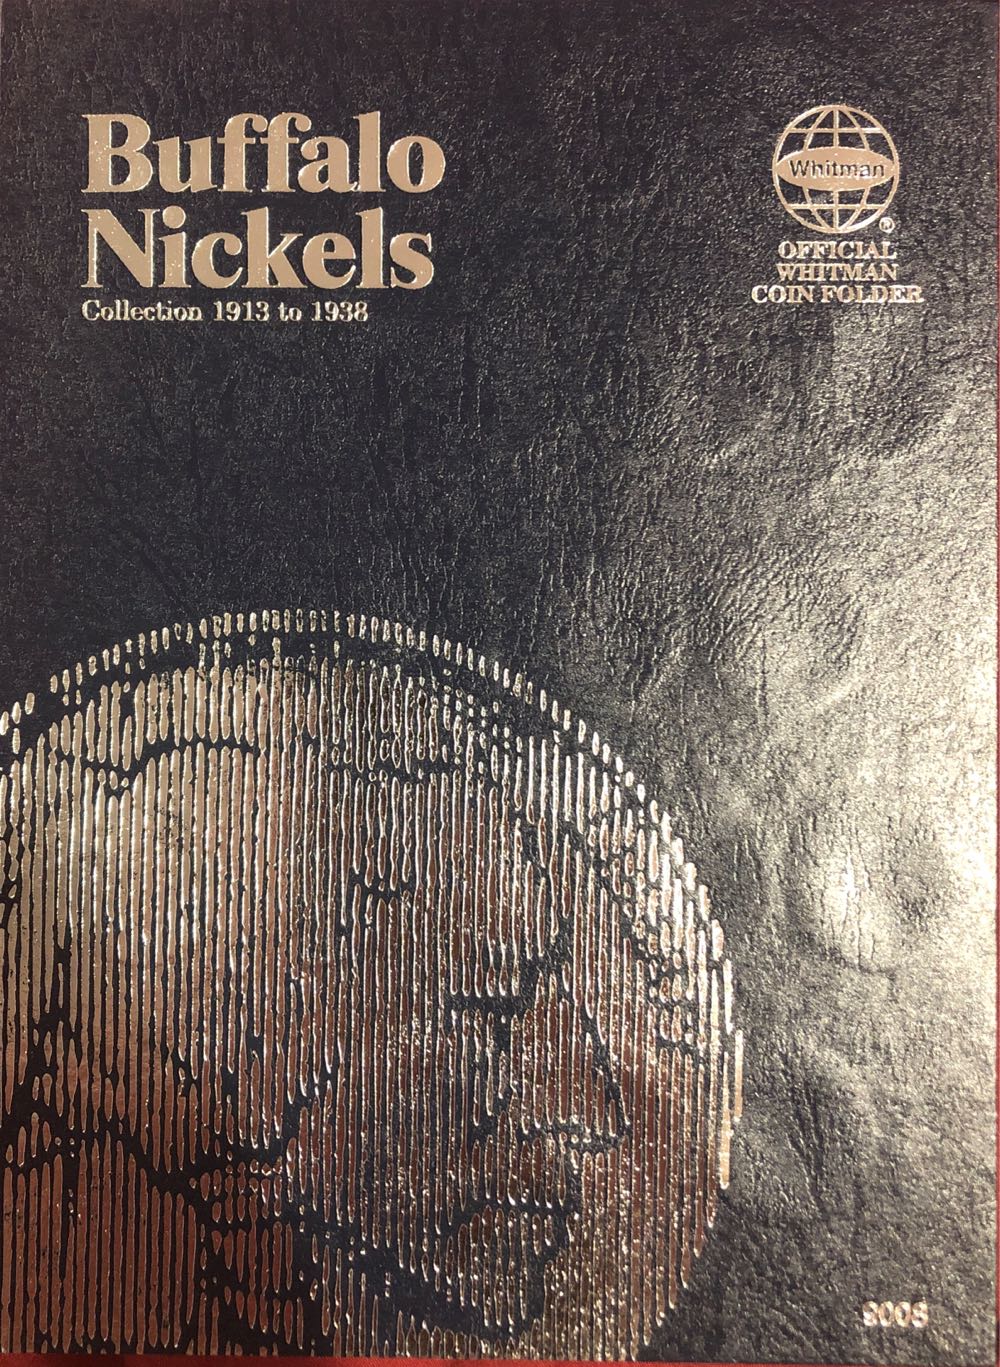 Buffalo
Nickels
Collection 1913 to 1938
Whitman
®
OFFICIAL
WHITMAN
COIN FOLDER
9008